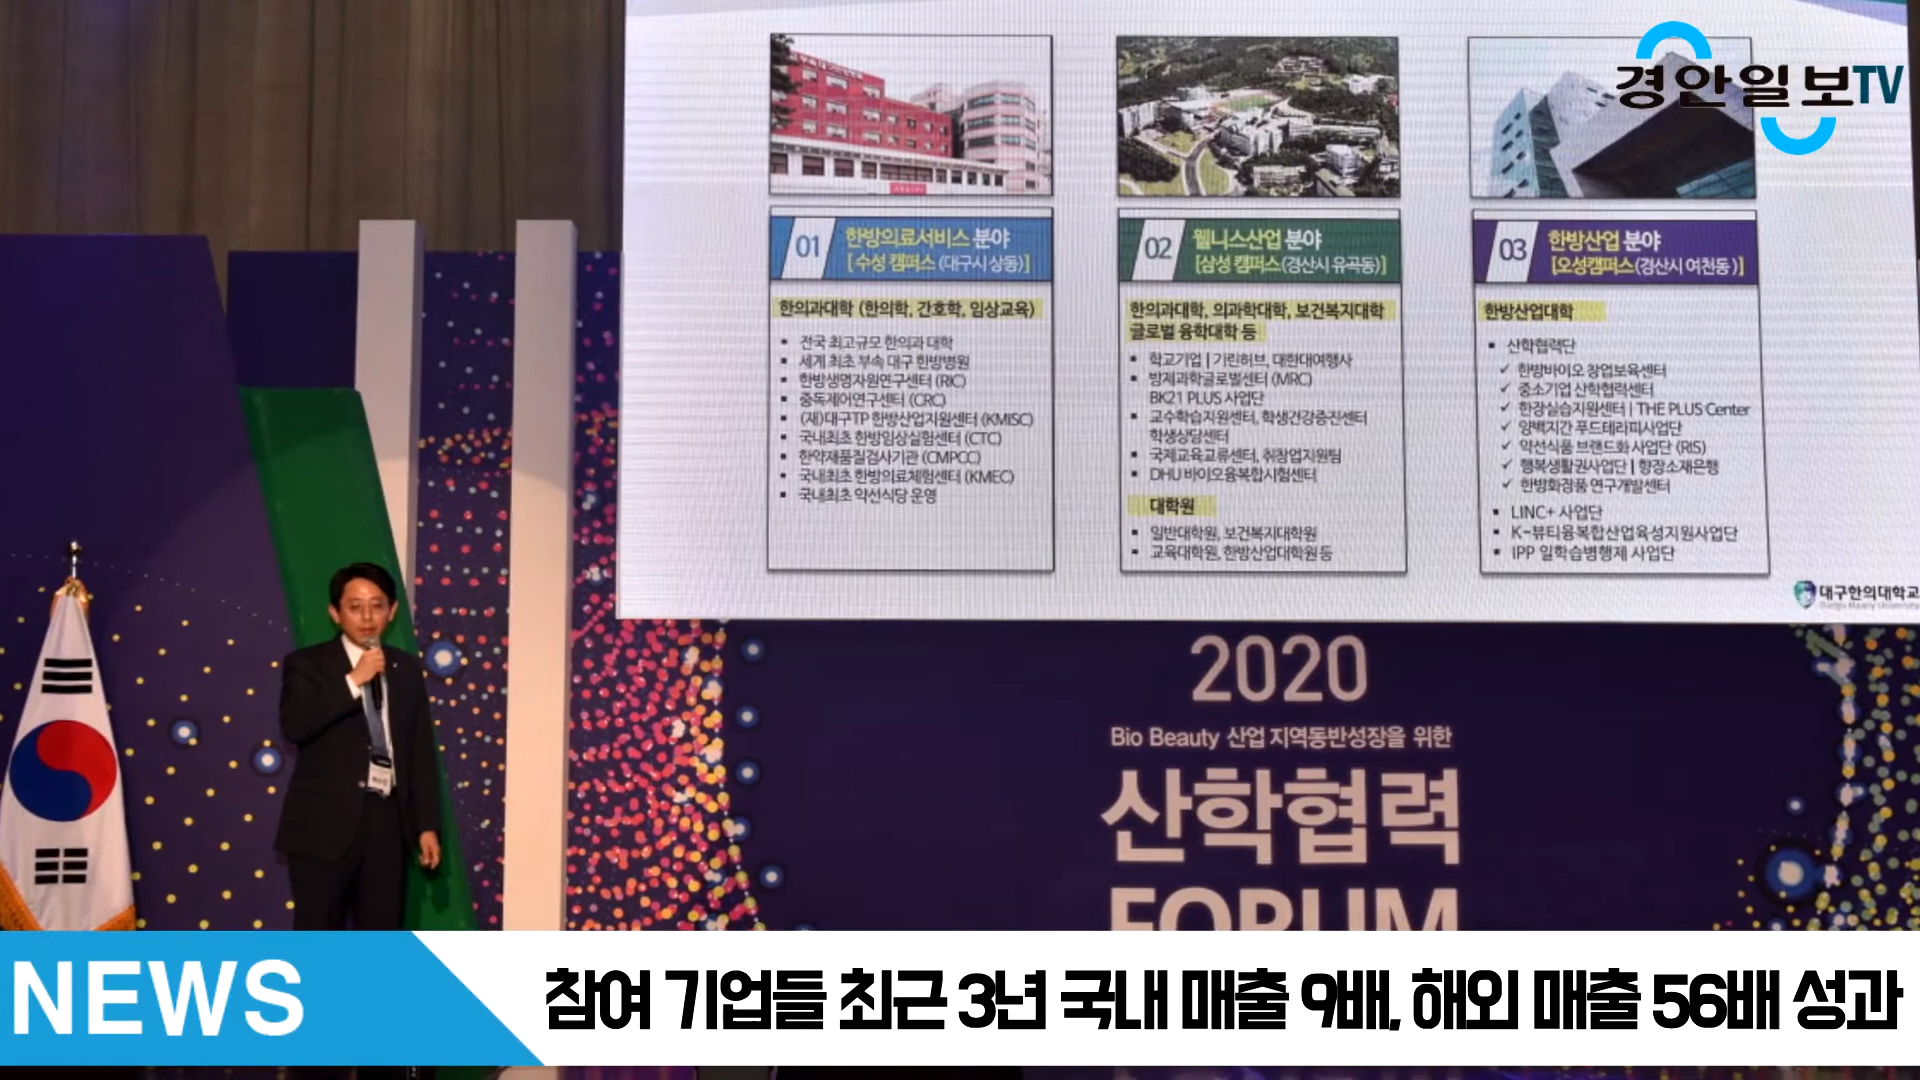 경안일보TV
01
한방의료서비스 분야
[수성 캠퍼스 (대구시 상동)]
한의과대학 (한의학, 간호학, 임상교육)
▪ 전국 최고규모 한의과 대학
▪ 세계 최초 부속 대구 한방병원
▪ 한방생명자원연구센터 (RIC)
▪ 중독제어연구센터 (CRC)
▪ (재)대구TP 한방산업지원센터 (KMISC)
▪ 국내최초 한방임상실험센터 (CTC)
▪ 한약재품질검사기관 (CMPCC)
▪ 국내최초 한방의료체험센터 (KMEC)
▪ 국내최초 약선식당 운영
02
웰니스산업 분야
[삼성 캠퍼스(경산시 유곡동)]
한의과대학, 의과학대학, 보건복지대학
글로벌 융학대학 등
▪ 학교기업 | 기린허브, 대한대여행사
▪ 방제과학글로벌센터 (MRC)
BK21 PLUS 사업단
▪ 교수학습지원센터, 학생건강증진센터
학생상담센터
▪ 국제교육교류센터, 취창업지원팀
▪ DHU 바이오융복합시험센터
대학원
▪ 일반대학원, 보건복지대학원
▪ 교육대학원, 한방산업대학원 등
03
한방산업 분야
[오성캠퍼스(경산시 여천동)]
한방산업대학
▪ 산학협력단
✓ 한방바이오 창업보육센터
✓ 중소기업 산학협력센터
✓ 현장실습지원센터 | THE PLUS Center
✓ 양백지간 푸드테라피사업단
✓ 약선식품 브랜드화 사업단 (RIS)
✓ 행복생활권사업단 | 향장소재은행
✓ 한방화장품 연구개발센터
▪ LINC+ 사업단
▪ K-뷰티융복합산업육성지원사업단
▪ IPP 일학습병행제 사업단
대구한의대학교
Daegu Haany University
2020
Bio Beauty 산업 지역동반성장을 위한
산학협력
FORUM
NEWS
참여 기업들 최근 3년 국내 매출 9배, 해외 매출 56배 성과